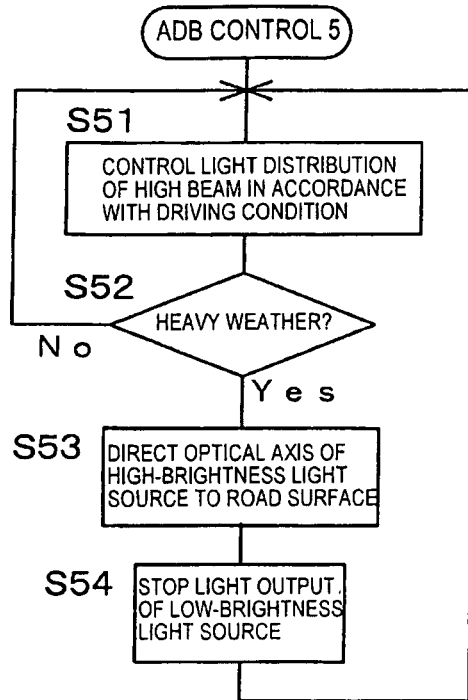 ADB CONTROL 5
S51
CONTROL LIGHT DISTRIBUTION
OF HIGH BEAM IN ACCORDANCE
WITH DRIVING CONDITION
S52
HEAVY WEATHER?
No
Yes
S53
DIRECT OPTICAL AXIS OF
HIGH-BRIGHTNESS LIGHT
SOURCE TO ROAD SURFACE
S54
STOP LIGHT OUTPUT
OF LOW-BRIGHTNESS
LIGHT SOURCE